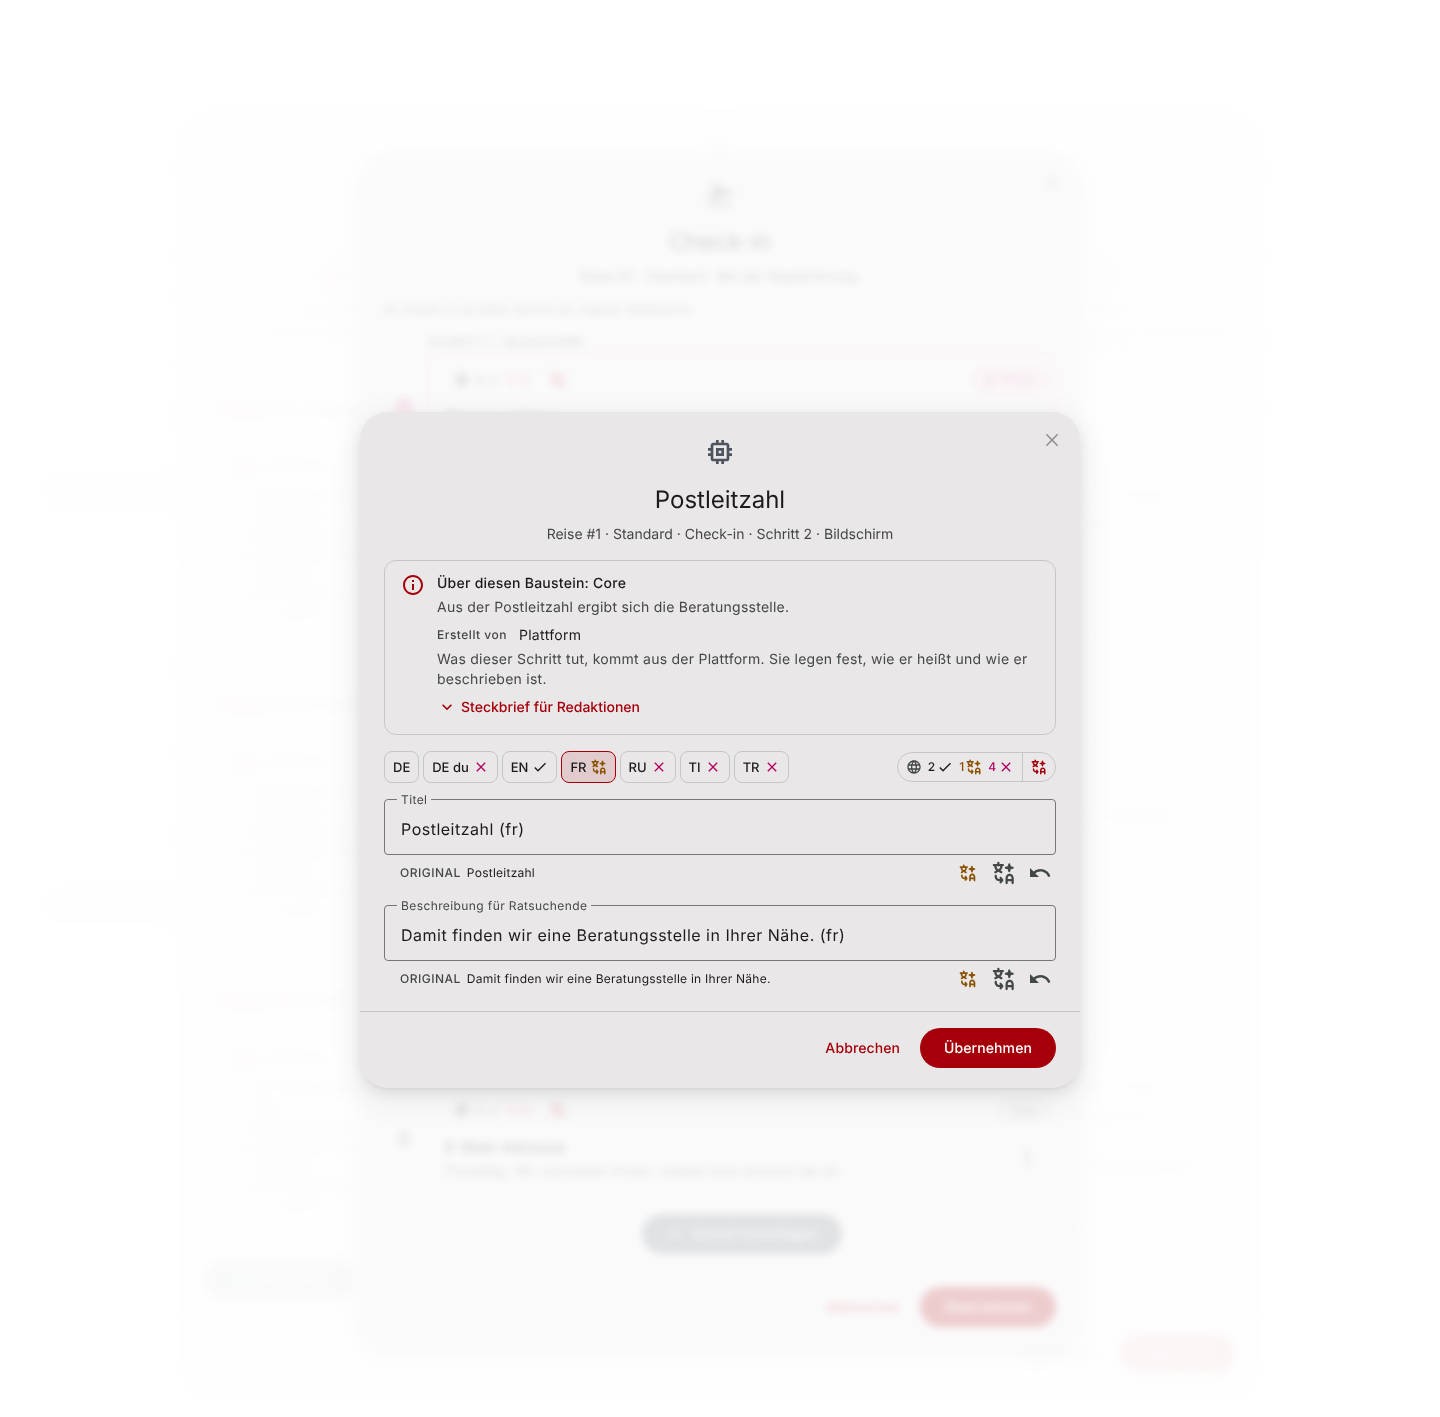 Check-in
Postleitzahl
Reise #1 · Standard · Check-in · Schritt 2 · Bildschirm
Über diesen Baustein: Core
Aus der Postleitzahl ergibt sich die Beratungsstelle.
Erstellt von Plattform
Was dieser Schritt tut, kommt aus der Plattform. Sie legen fest, wie er heißt und wie er
beschrieben ist.
Steckbrief für Redaktionen
DE DE du EN FR RU TI TR 2 1 4
Titel
Postleitzahl (fr)
ORIGINAL Postleitzahl
Beschreibung für Ratsuchende
Damit finden wir eine Beratungsstelle in Ihrer Nähe. (fr)
ORIGINAL Damit finden wir eine Beratungsstelle in Ihrer Nähe.
Abbrechen Übernehmen